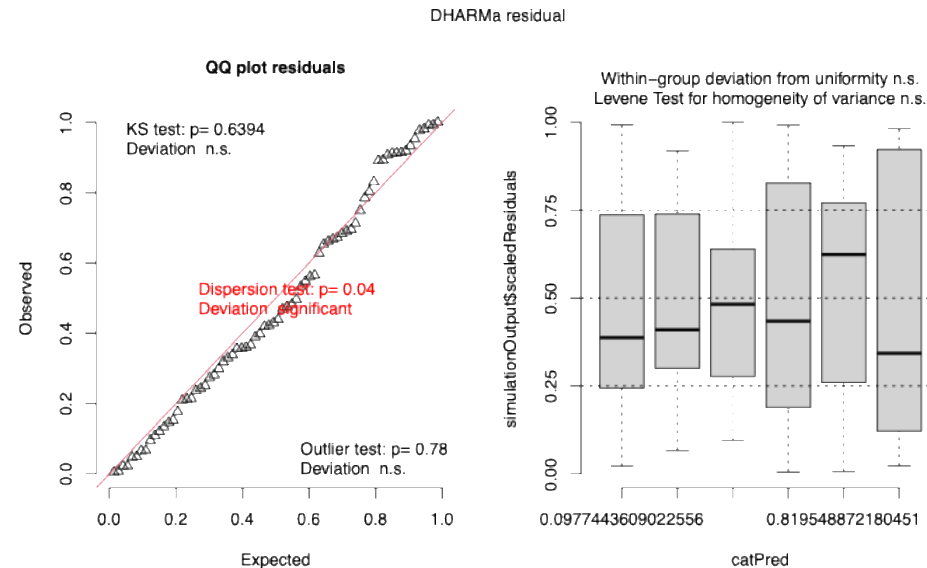 DHARMa residual
QQ plot residuals
KS test: p= 0.6394
Deviation n.s.
Dispersion test: p= 0.04
Deviation significant
Outlier test: p= 0.78
Deviation n.s.
Observed
0.0 0.2 0.4 0.6 0.8 1.0
0.0 0.2 0.4 0.6 0.8 1.0
Expected
Within-group deviation from uniformity n.s.
Levene Test for homogeneity of variance n.s.
simulationOutput$scaledResiduals
0.00 0.25 0.50 0.75 1.00
0.0977443609022556 0.819548872180451
catPred